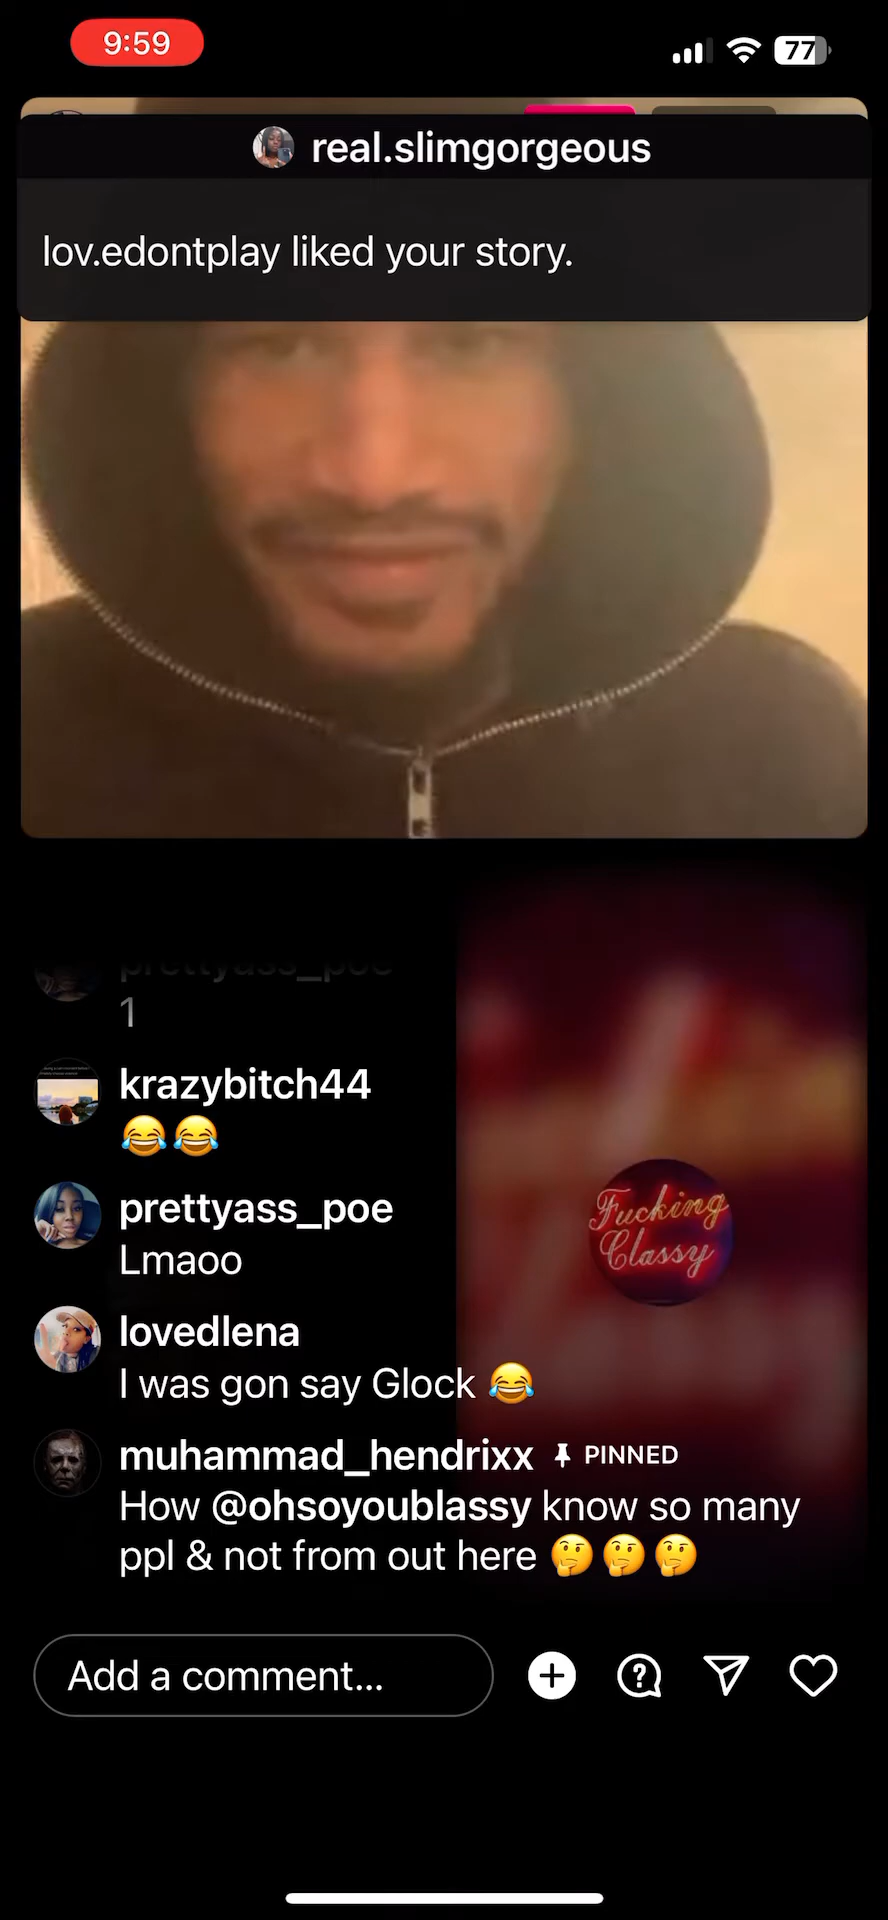 9:59
77
real.slimgorgeous
lov.edontplay liked your story.
prettyass_poe
1
krazybitch44
😂😂
prettyass_poe
Lmaoo
Fucking
Classy
lovedlena
I was gon say Glock 😂
muhammad_hendrixx PINNED
How @ohsoyoublassy know so many
ppl & not from out here 🤔🤔🤔
Add a comment...